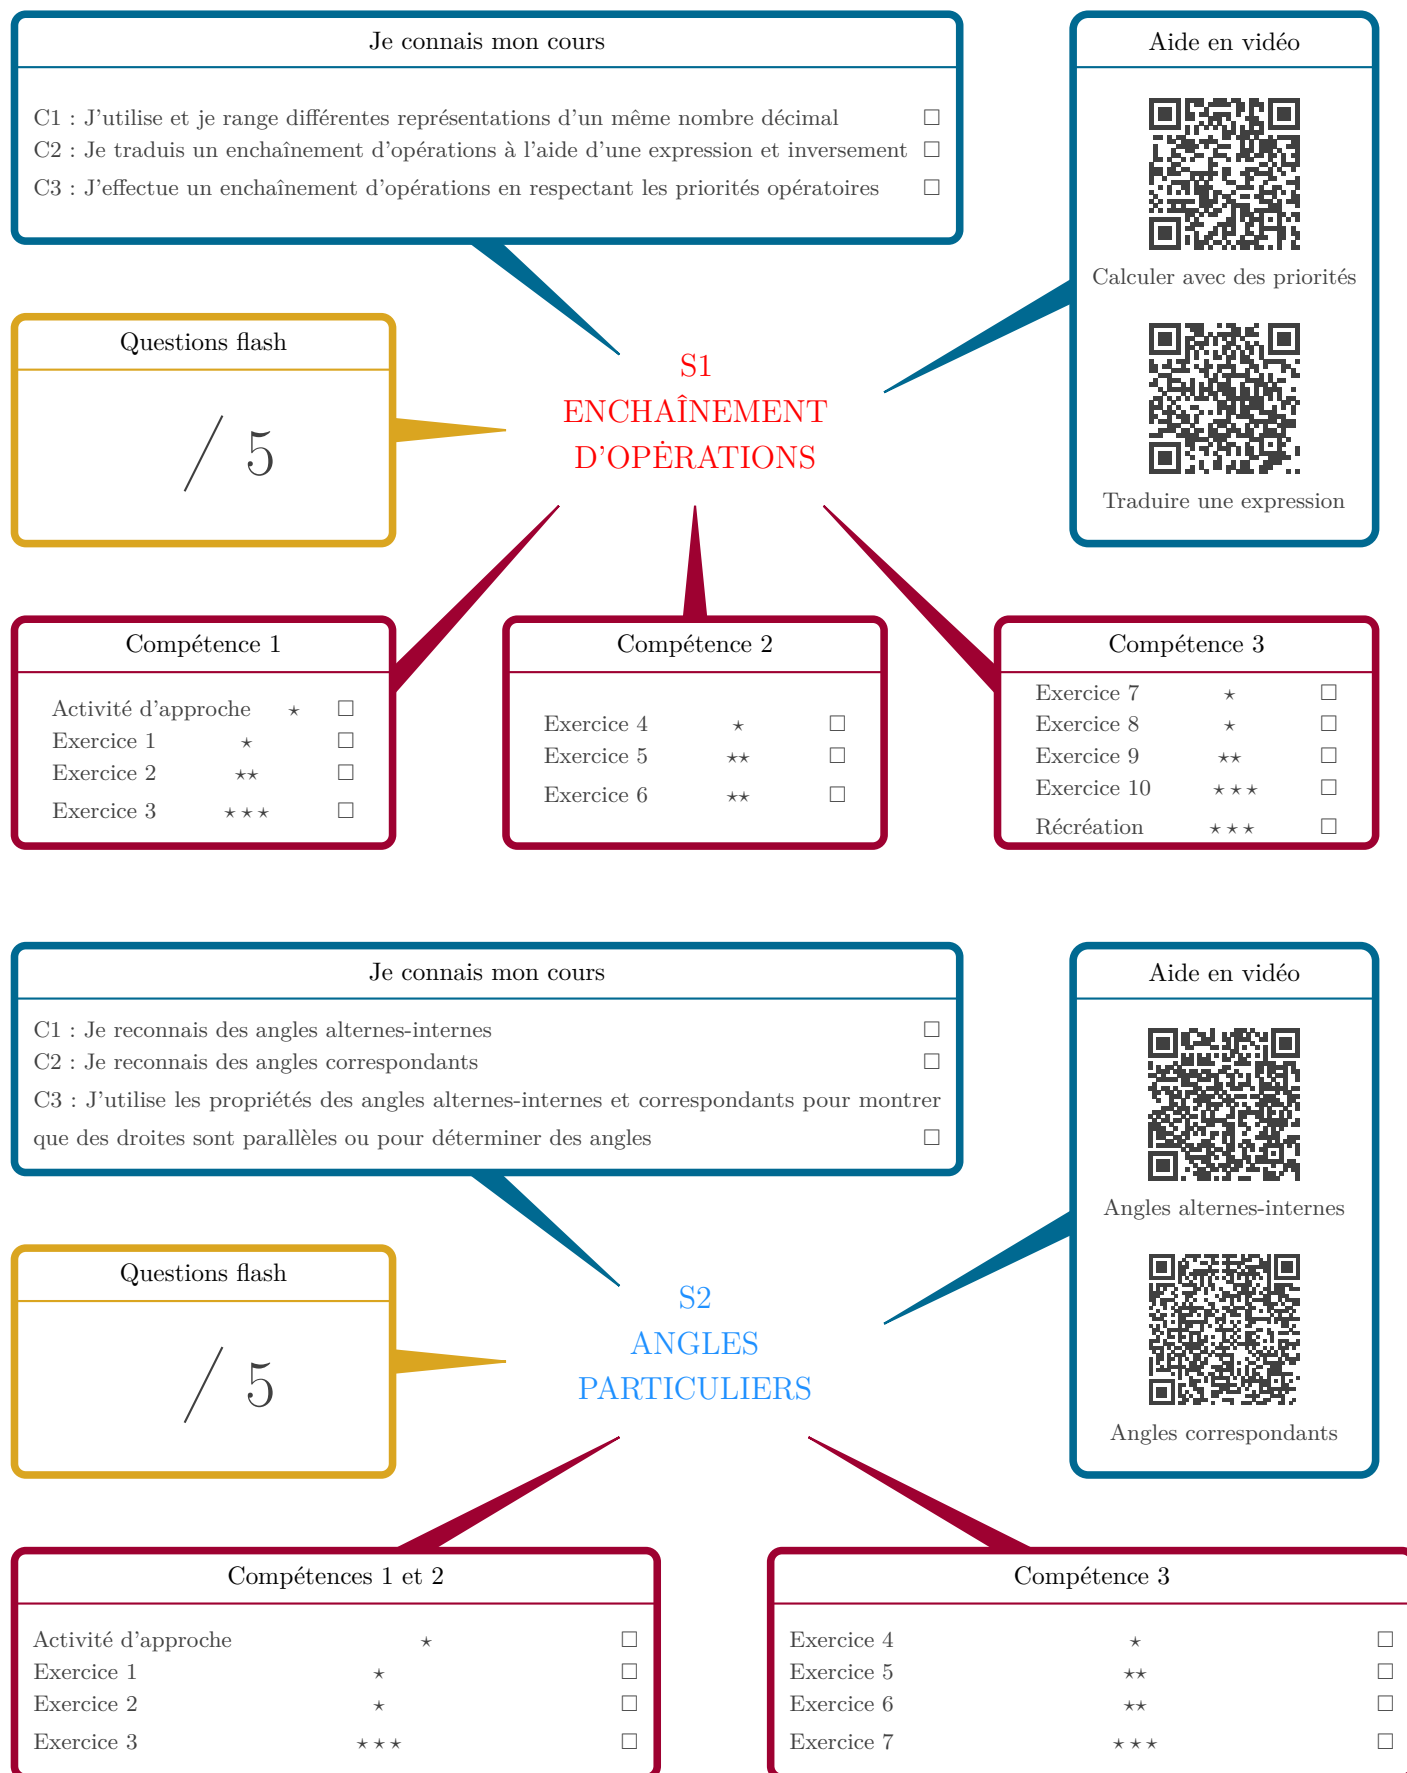 Je connais mon cours
C1 : J'utilise et je range différentes représentations d'un même nombre décimal □
C2 : Je traduis un enchaînement d'opérations à l'aide d'une expression et inversement □
C3 : J'effectue un enchaînement d'opérations en respectant les priorités opératoires □
Aide en vidéo
Calculer avec des priorités
Traduire une expression
Questions flash
/ 5
S1
ENCHAÎNEMENT
D'OPĖRATIONS
Compétence 1
Activité d'approche ⋆ □
Exercice 1 ⋆ □
Exercice 2 ⋆⋆ □
Exercice 3 ⋆ ⋆ ⋆ □
Compétence 2
Exercice 4 ⋆ □
Exercice 5 ⋆⋆ □
Exercice 6 ⋆⋆ □
Compétence 3
Exercice 7 ⋆ □
Exercice 8 ⋆ □
Exercice 9 ⋆⋆ □
Exercice 10 ⋆ ⋆ ⋆ □
Récréation ⋆ ⋆ ⋆ □
Je connais mon cours
C1 : Je reconnais des angles alternes-internes □
C2 : Je reconnais des angles correspondants □
C3 : J'utilise les propriétés des angles alternes-internes et correspondants pour montrer
que des droites sont parallèles ou pour déterminer des angles □
Aide en vidéo
Angles alternes-internes
Angles correspondants
Questions flash
/ 5
S2
ANGLES
PARTICULIERS
Compétences 1 et 2
Activité d'approche ⋆ □
Exercice 1 ⋆ □
Exercice 2 ⋆ □
Exercice 3 ⋆ ⋆ ⋆ □
Compétence 3
Exercice 4 ⋆ □
Exercice 5 ⋆⋆ □
Exercice 6 ⋆⋆ □
Exercice 7 ⋆ ⋆ ⋆ □